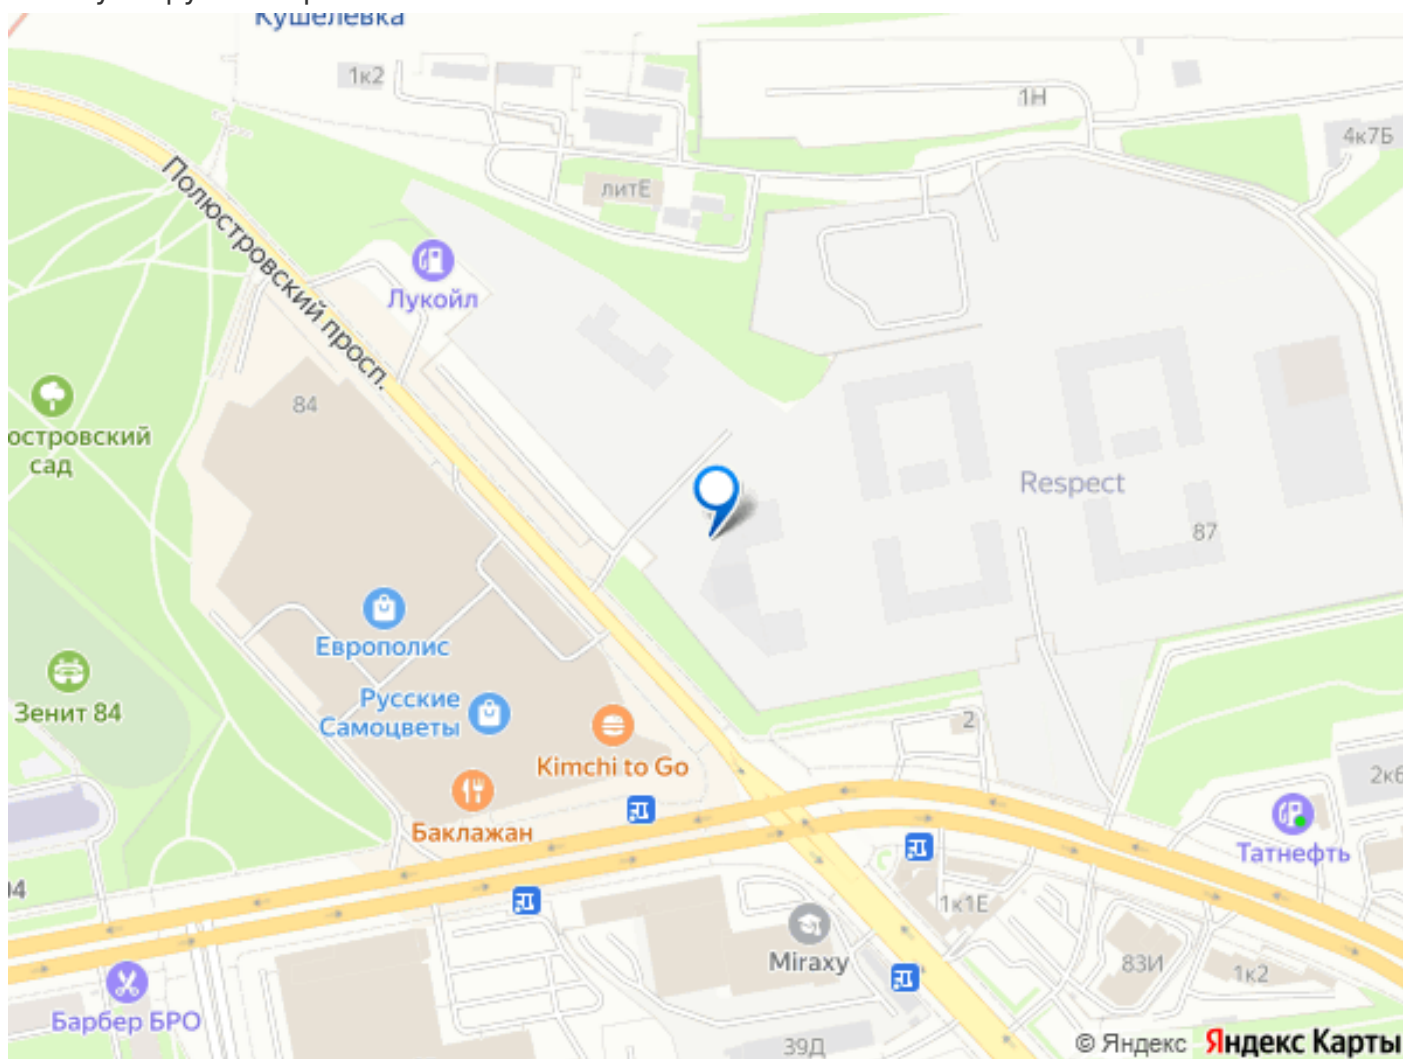 Кушелевка
1к2
1Н
4к7Б
литЕ
Полюстровский просп.
Лукойл
84
островский
сад
Respect
87
Европолис
Зенит 84
Русские
Самоцветы
2
Kimchi to Go
2к6
Баклажан
Татнефть
1к1Е
Miraxy
83И
1к2
Барбер БРО
39Д
© Яндекс Яндекс Карты